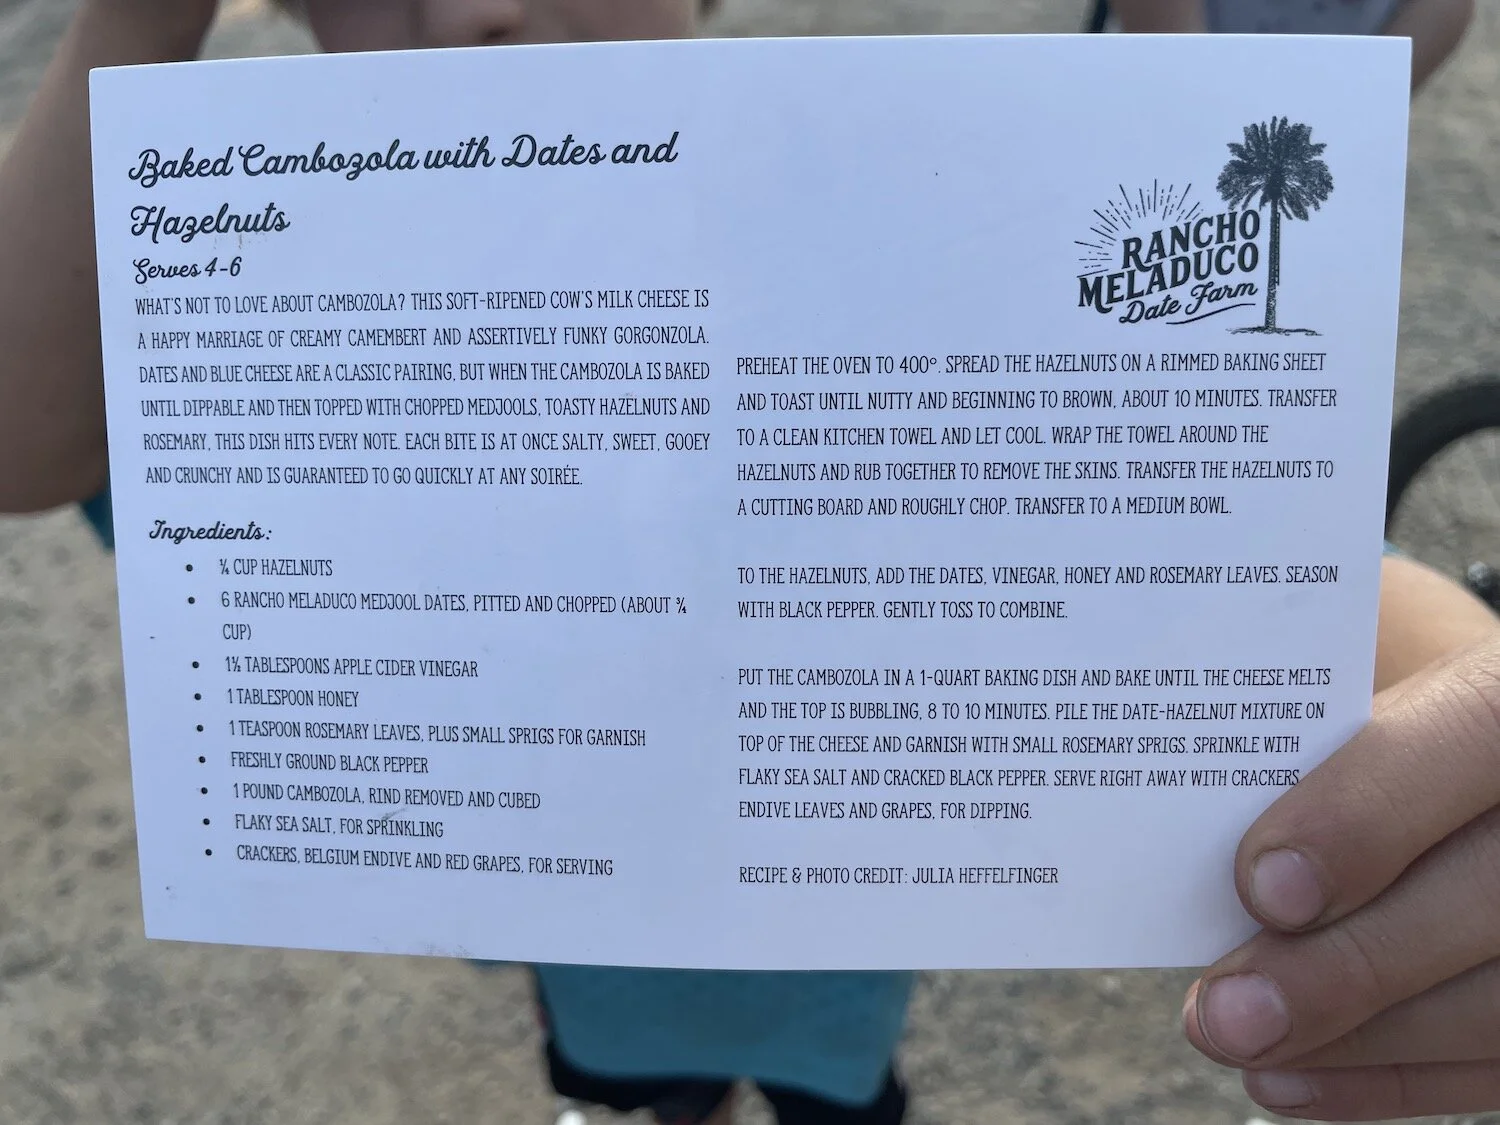 Baked Cambozola with Dates and
Hazelnuts
Serves 4-6
WHAT'S NOT TO LOVE ABOUT CAMBOZOLA? THIS SOFT-RIPENED COW'S MILK CHEESE IS
A HAPPY MARRIAGE OF CREAMY CAMEMBERT AND ASSERTIVELY FUNKY GORGONZOLA.
DATES AND BLUE CHEESE ARE A CLASSIC PAIRING, BUT WHEN THE CAMBOZOLA IS BAKED
UNTIL DIPPABLE AND THEN TOPPED WITH CHOPPED MEDJOOLS, TOASTY HAZELNUTS AND
ROSEMARY, THIS DISH HITS EVERY NOTE. EACH BITE IS AT ONCE SALTY, SWEET, GOOEY
AND CRUNCHY AND IS GUARANTEED TO GO QUICKLY AT ANY SOIRÉE.
Ingredients:
• ¼ CUP HAZELNUTS
• 6 RANCHO MELADUCO MEDJOOL DATES, PITTED AND CHOPPED (ABOUT ¾
CUP)
• 1½ TABLESPOONS APPLE CIDER VINEGAR
• 1 TABLESPOON HONEY
• 1 TEASPOON ROSEMARY LEAVES, PLUS SMALL SPRIGS FOR GARNISH
• FRESHLY GROUND BLACK PEPPER
• 1 POUND CAMBOZOLA, RIND REMOVED AND CUBED
• FLAKY SEA SALT, FOR SPRINKLING
• CRACKERS, BELGIUM ENDIVE AND RED GRAPES, FOR SERVING
RANCHO
MELADUCO
Date Farm
PREHEAT THE OVEN TO 400°. SPREAD THE HAZELNUTS ON A RIMMED BAKING SHEET
AND TOAST UNTIL NUTTY AND BEGINNING TO BROWN, ABOUT 10 MINUTES. TRANSFER
TO A CLEAN KITCHEN TOWEL AND LET COOL. WRAP THE TOWEL AROUND THE
HAZELNUTS AND RUB TOGETHER TO REMOVE THE SKINS. TRANSFER THE HAZELNUTS TO
A CUTTING BOARD AND ROUGHLY CHOP. TRANSFER TO A MEDIUM BOWL.
TO THE HAZELNUTS, ADD THE DATES, VINEGAR, HONEY AND ROSEMARY LEAVES. SEASON
WITH BLACK PEPPER. GENTLY TOSS TO COMBINE.
PUT THE CAMBOZOLA IN A 1-QUART BAKING DISH AND BAKE UNTIL THE CHEESE MELTS
AND THE TOP IS BUBBLING, 8 TO 10 MINUTES. PILE THE DATE-HAZELNUT MIXTURE ON
TOP OF THE CHEESE AND GARNISH WITH SMALL ROSEMARY SPRIGS. SPRINKLE WITH
FLAKY SEA SALT AND CRACKED BLACK PEPPER. SERVE RIGHT AWAY WITH CRACKERS
ENDIVE LEAVES AND GRAPES, FOR DIPPING.
RECIPE & PHOTO CREDIT: JULIA HEFFELFINGER